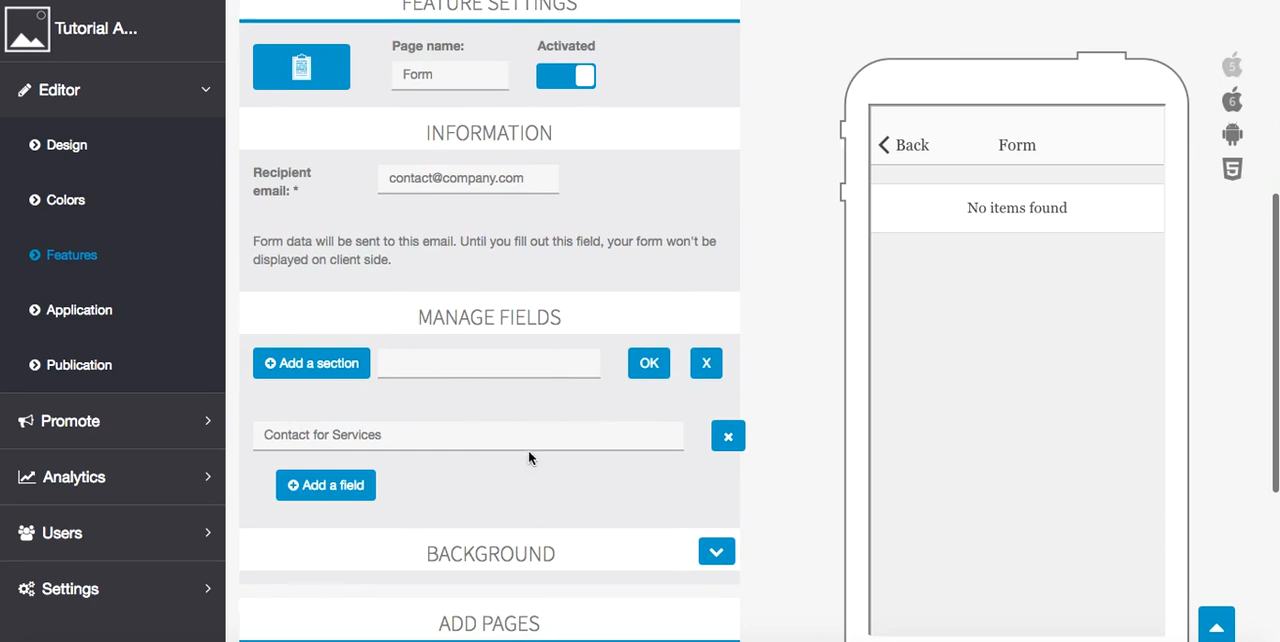 Tutorial A...
Editor
Design
Colors
Features
Application
Publication
Promote
Analytics
Users
Settings
FEATURE SETTINGS
Page name:
Activated
Form
INFORMATION
Recipient
email: *
contact@company.com
Form data will be sent to this email. Until you fill out this field, your form won't be
displayed on client side.
MANAGE FIELDS
Add a section
OK
X
Contact for Services
Add a field
BACKGROUND
ADD PAGES
Back
Form
No items found
5
6
5